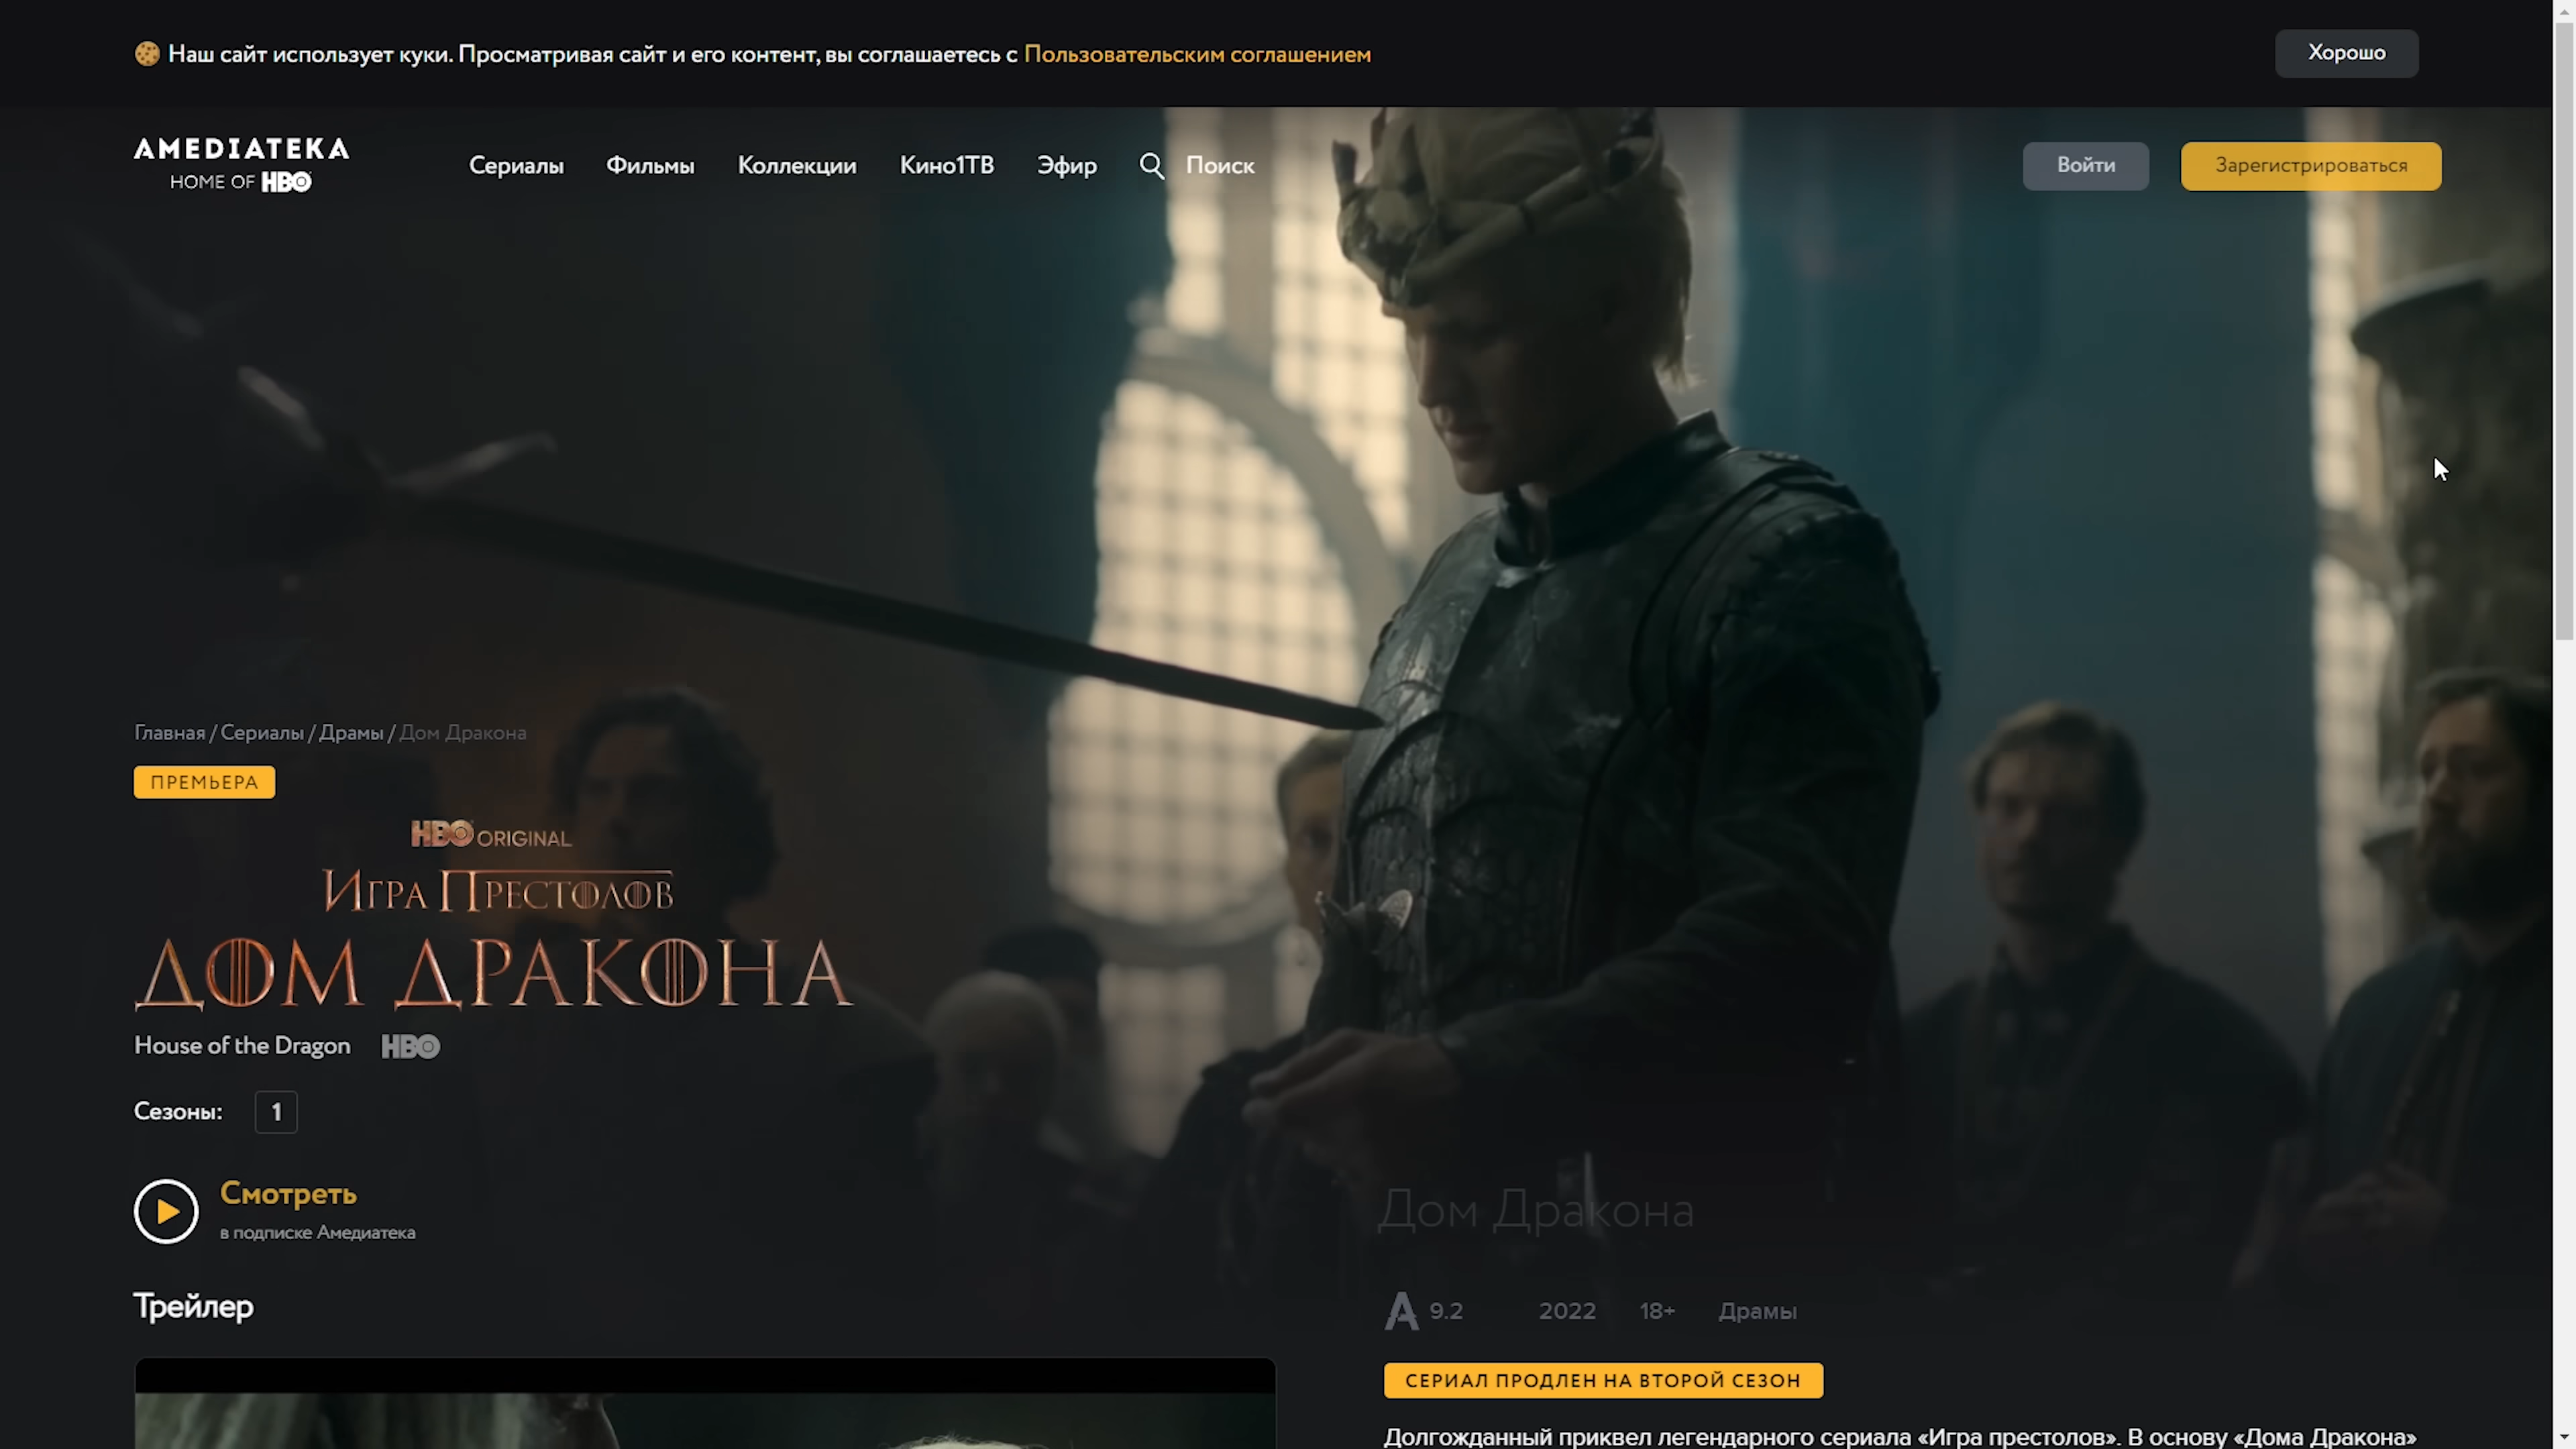 Наш сайт использует куки. Просматривая сайт и его контент, вы соглашаетесь с Пользовательским соглашением
Хорошо
AMEDIATEKA
HOME OF HBO
Сериалы
Фильмы
Коллекции
Кино1ТВ
Эфир
Поиск
Войти
Зарегистрироваться
Главная / Сериалы / Драмы / Дом Дракона
ПРЕМЬЕРА
HBO ORIGINAL
ИГРА ПРЕСТОЛОВ
ДОМ ДРАКОНА
House of the Dragon HBO
Сезоны: 1
Смотреть
в подписке Амедиатека
Трейлер
Дом Дракона
A 9.2 2022 18+ Драмы
СЕРИАЛ ПРОДЛЕН НА ВТОРОЙ СЕЗОН
Долгожданный приквел легендарного сериала «Игра престолов». В основу «Дома Дракона»